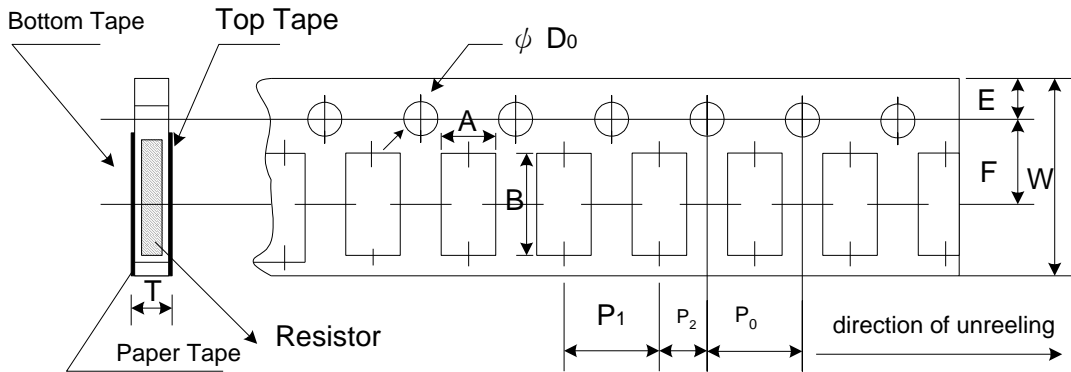 Bottom Tape
Top Tape
ϕ D0
E
A
F
W
B
T
P1
P2
P0
Resistor
direction of unreeling
Paper Tape